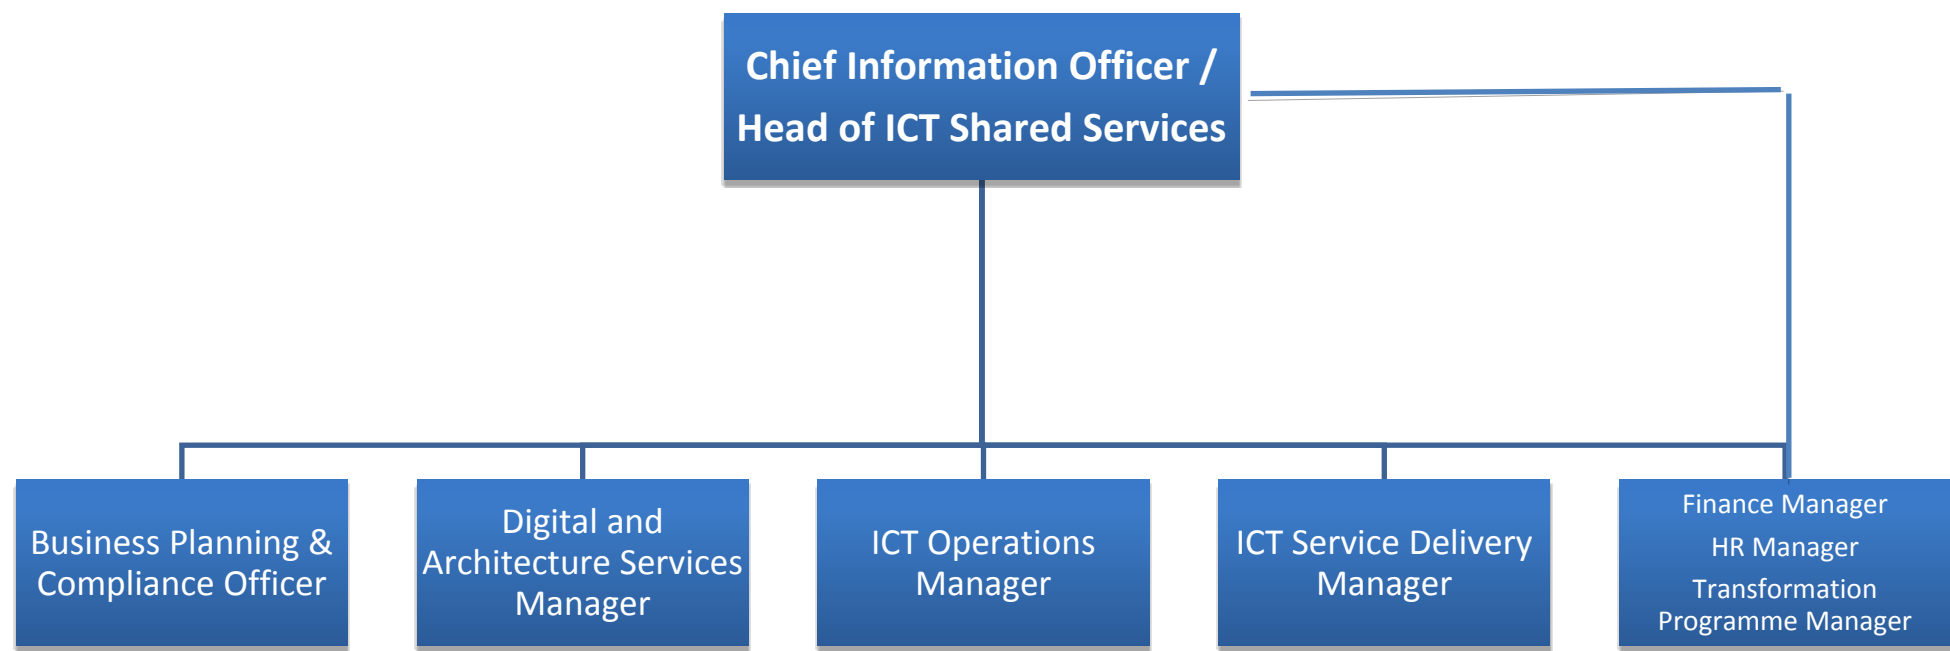 Chief Information Officer /
Head of ICT Shared Services
Business Planning &
Compliance Officer
Digital and
Architecture Services
Manager
ICT Operations
Manager
ICT Service Delivery
Manager
Finance Manager
HR Manager
Transformation
Programme Manager